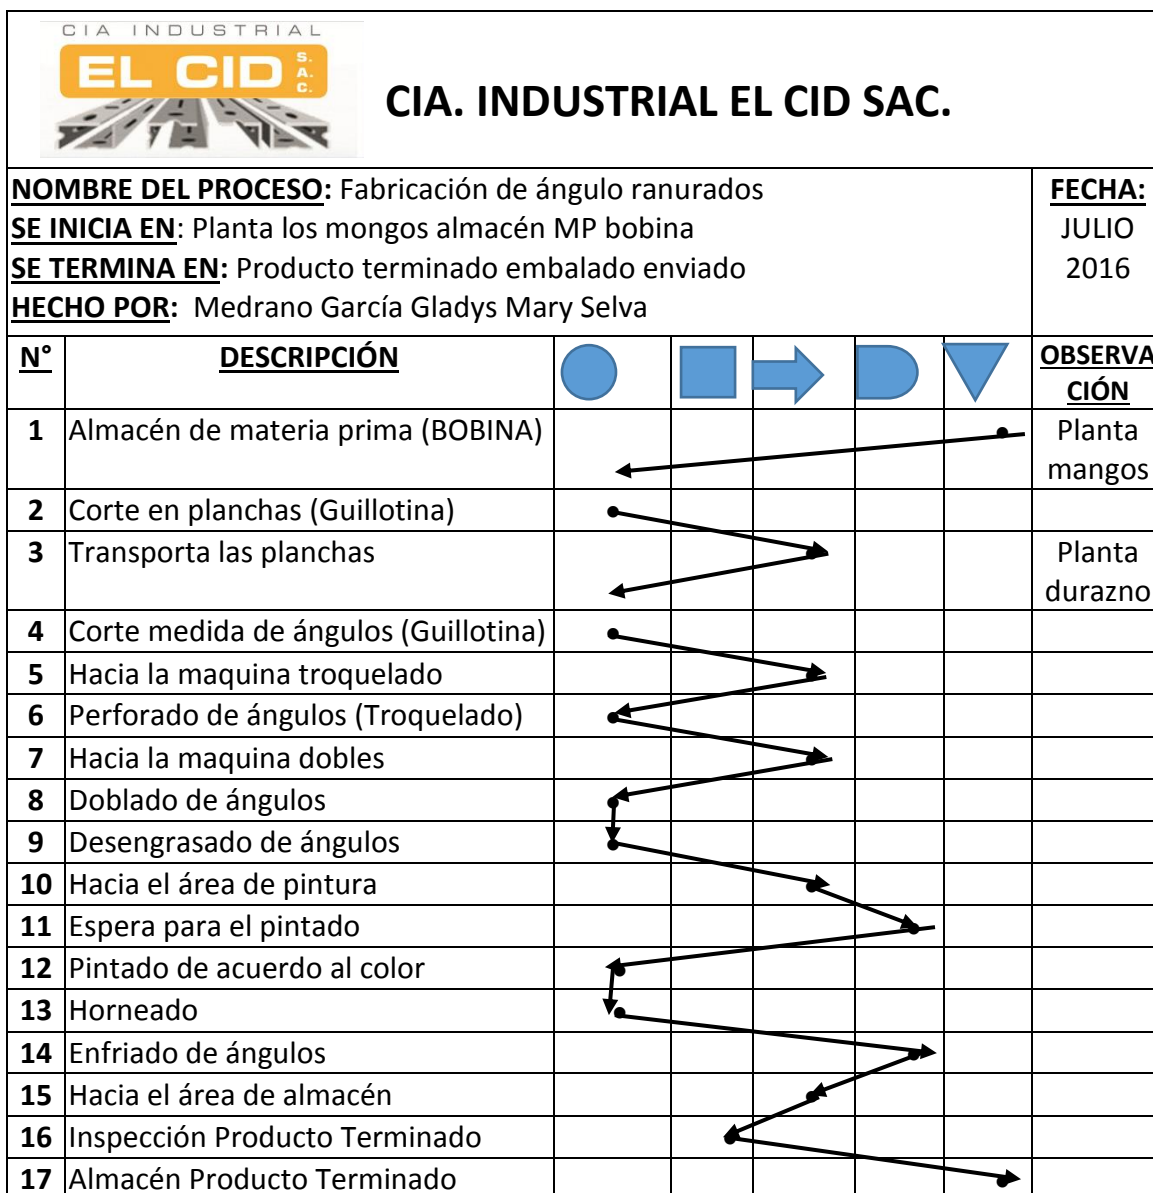 CIA INDUSTRIAL
EL CID S.A.C.
CIA. INDUSTRIAL EL CID SAC.
NOMBRE DEL PROCESO: Fabricación de ángulo ranurados
SE INICIA EN: Planta los mongos almacén MP bobina
SE TERMINA EN: Producto terminado embalado enviado
HECHO POR: Medrano García Gladys Mary Selva
FECHA:
JULIO
2016
N° DESCRIPCIÓN OBSERVA
CIÓN
1 Almacén de materia prima (BOBINA) Planta
mangos
2 Corte en planchas (Guillotina)
3 Transporta las planchas Planta
durazno
4 Corte medida de ángulos (Guillotina)
5 Hacia la maquina troquelado
6 Perforado de ángulos (Troquelado)
7 Hacia la maquina dobles
8 Doblado de ángulos
9 Desengrasado de ángulos
10 Hacia el área de pintura
11 Espera para el pintado
12 Pintado de acuerdo al color
13 Horneado
14 Enfriado de ángulos
15 Hacia el área de almacén
16 Inspección Producto Terminado
17 Almacén Producto Terminado